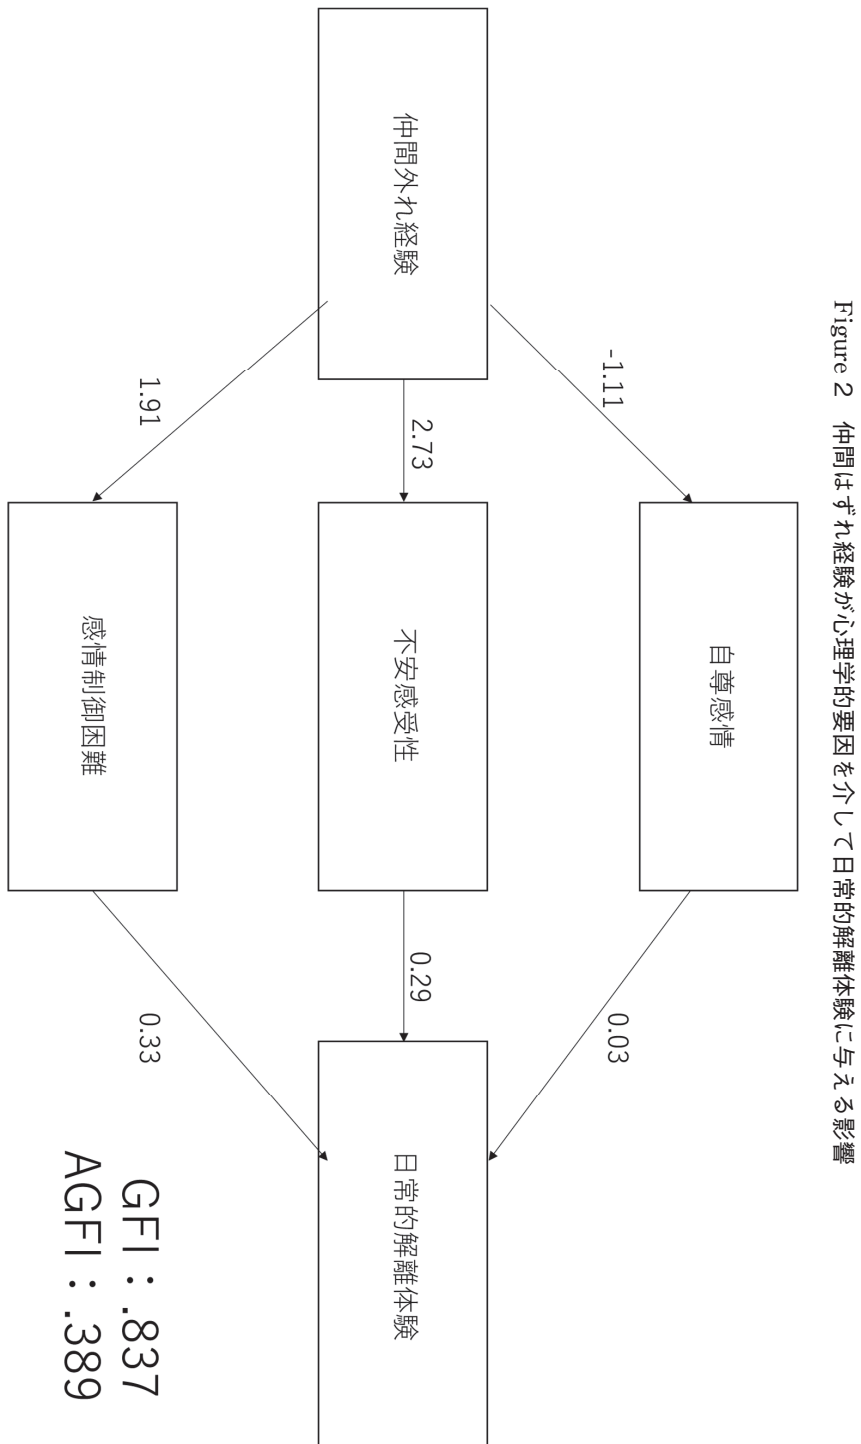 Figure 2　仲間はずれ経験が心理学的要因を介して日常的解離体験に与える影響
自尊感情
-1.11
0.03
仲間外れ経験
2.73
不安感受性
0.29
日常的解離体験
1.91
0.33
感情制御困難
GFI：.837
AGFI：.389